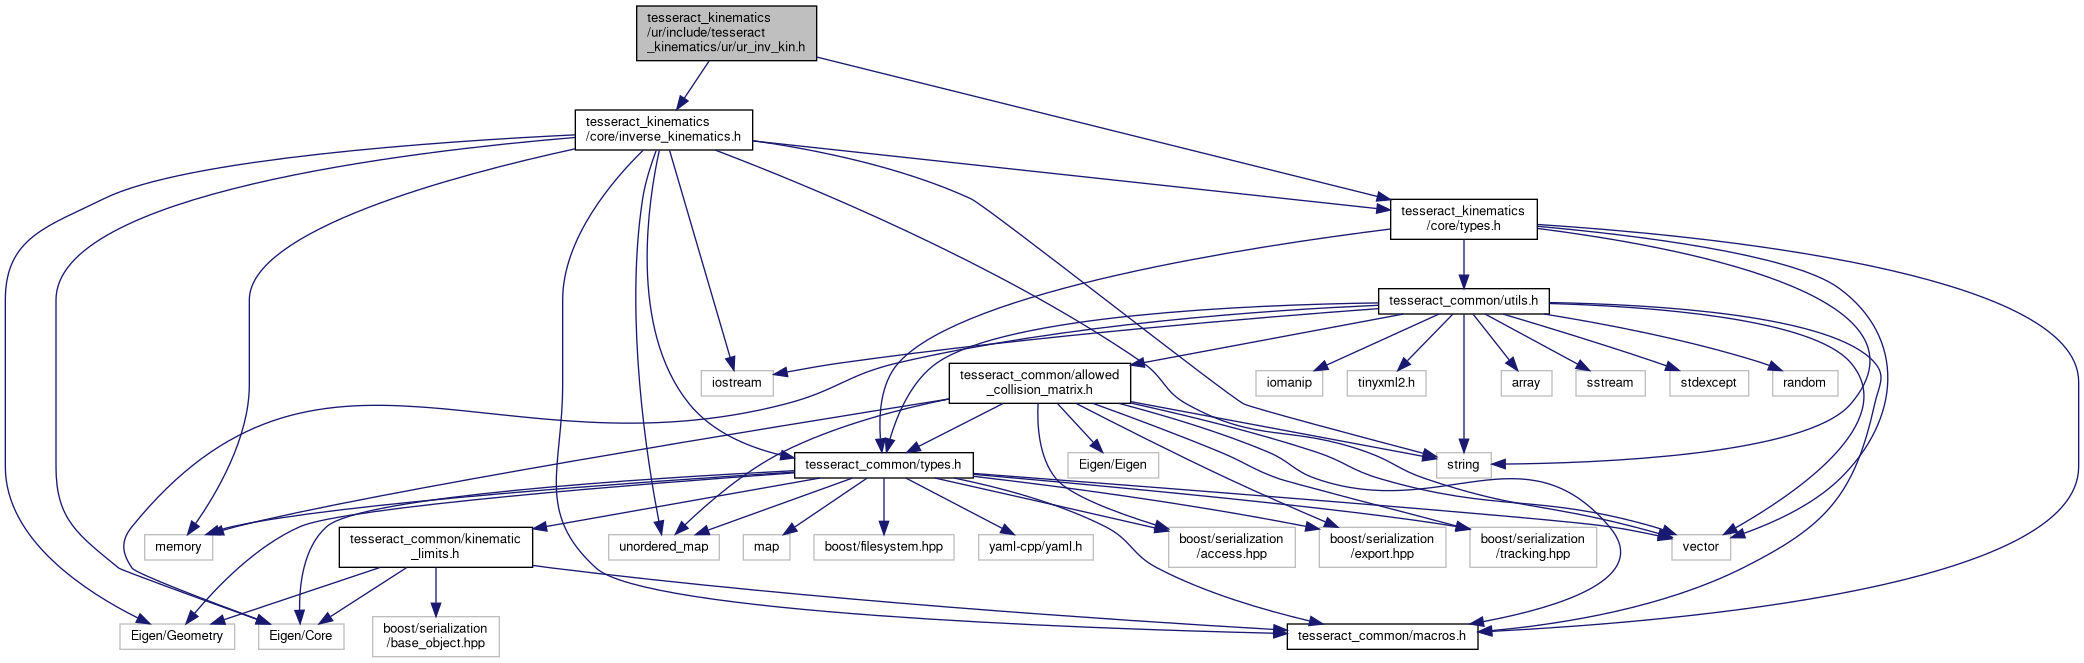 tesseract_kinematics
/ur/include/tesseract
_kinematics/ur/ur_inv_kin.h
tesseract_kinematics
/core/inverse_kinematics.h
tesseract_kinematics
/core/types.h
tesseract_common/utils.h
iostream
tesseract_common/allowed
_collision_matrix.h
iomanip
tinyxml2.h
array
sstream
stdexcept
random
tesseract_common/types.h
Eigen/Eigen
string
memory
tesseract_common/kinematic
_limits.h
unordered_map
map
boost/filesystem.hpp
yaml-cpp/yaml.h
boost/serialization
/access.hpp
boost/serialization
/export.hpp
boost/serialization
/tracking.hpp
vector
Eigen/Geometry
Eigen/Core
boost/serialization
/base_object.hpp
tesseract_common/macros.h